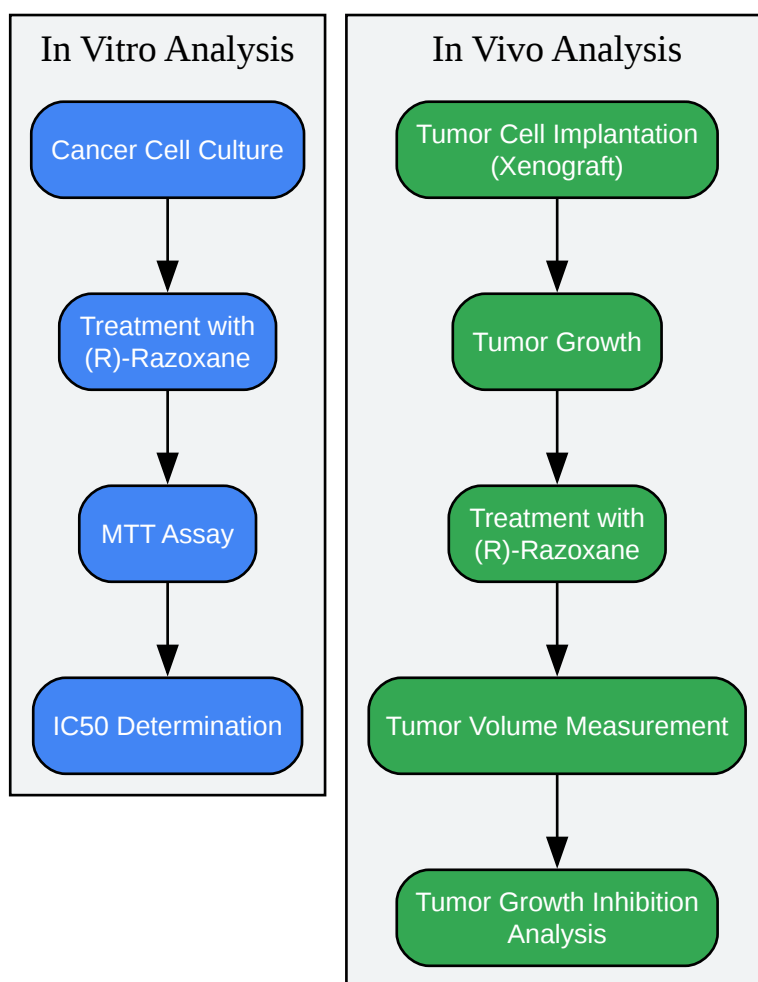 In Vitro Analysis
Cancer Cell Culture
Treatment with
(R)-Razoxane
MTT Assay
IC50 Determination
In Vivo Analysis
Tumor Cell Implantation
(Xenograft)
Tumor Growth
Treatment with
(R)-Razoxane
Tumor Volume Measurement
Tumor Growth Inhibition
Analysis